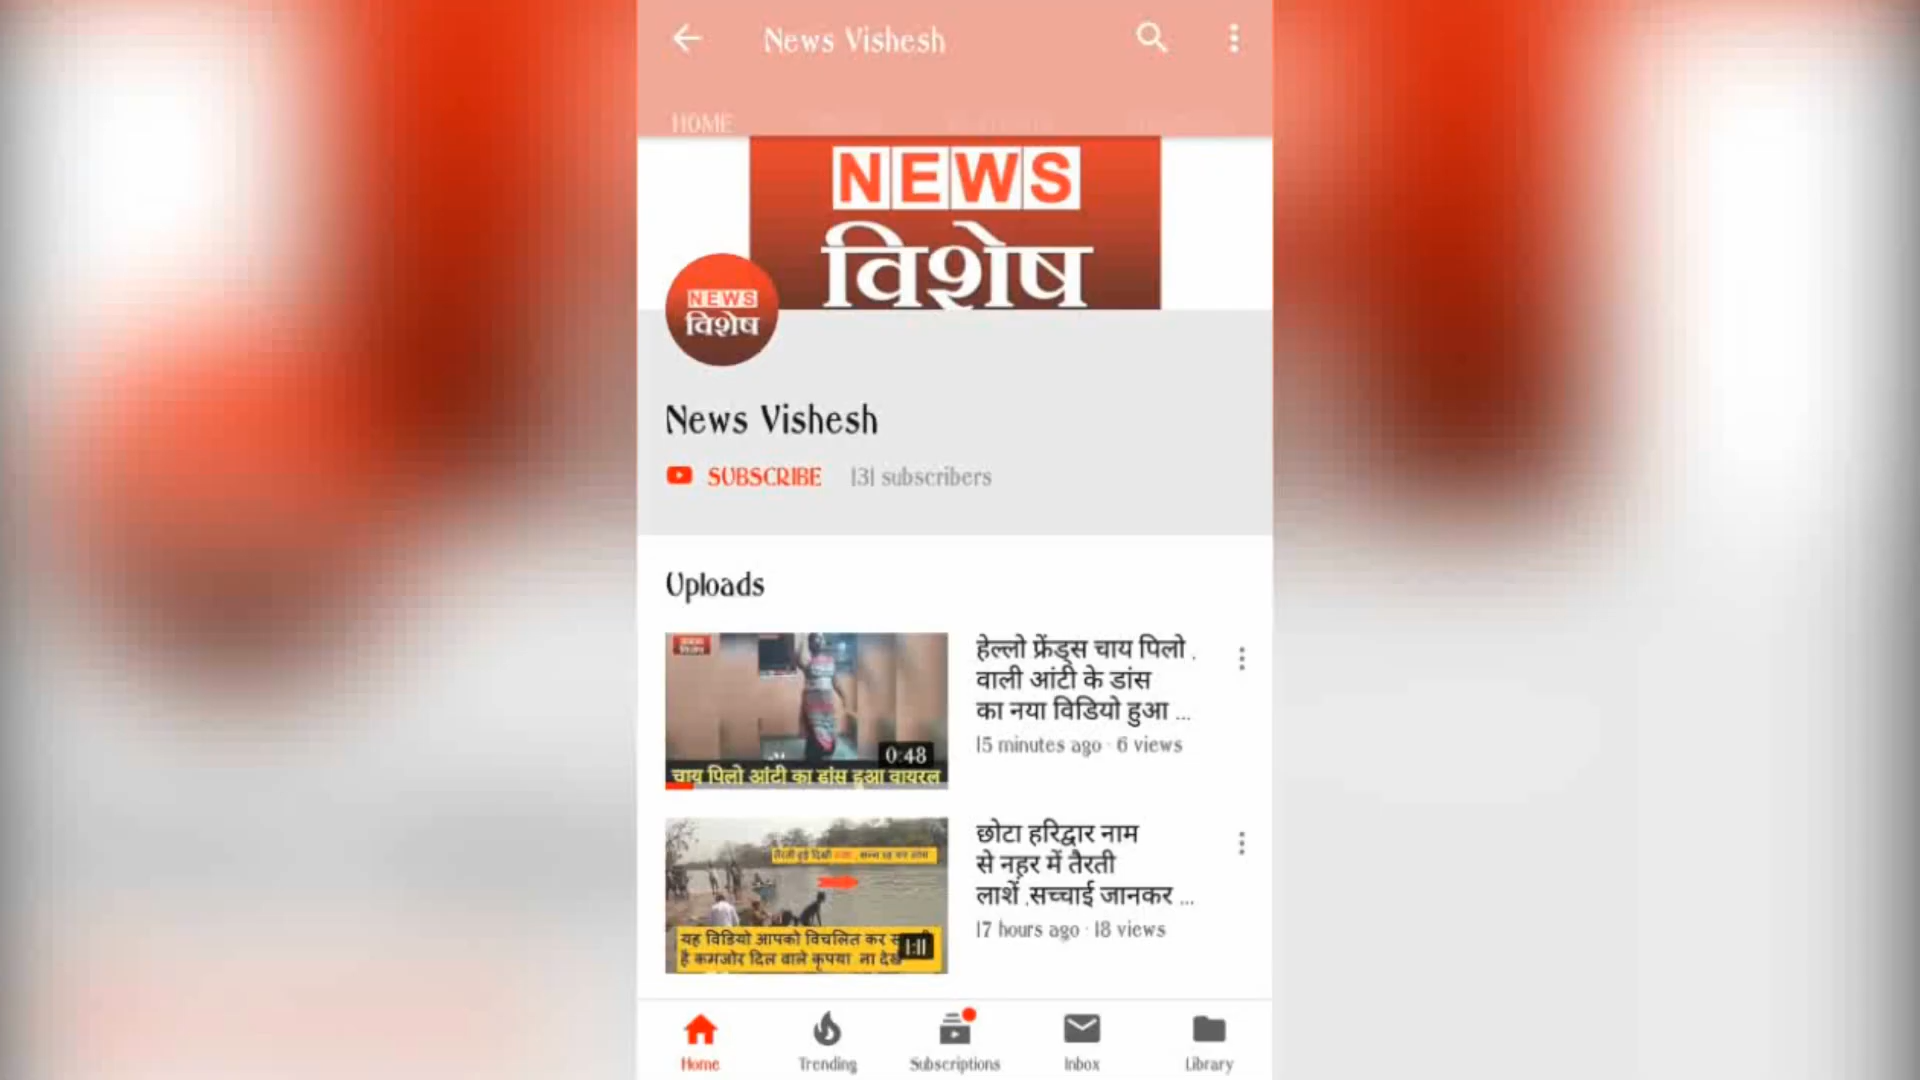 News Vishesh
HOME
NEWS
विशेष
NEWS
विशेष
News Vishesh
SUBSCRIBE 131 subscribers
Uploads
हेल्लो फ्रेंड्स चाय पिलो .
वाली आंटी के डांस
का नया विडियो हुआ ...
15 minutes ago · 6 views
0:48
चाय पिलो आंटी का डांस हुआ वायरल
छोटा हरिद्वार नाम
से नहर में तैरती
लाशें .सच्चाई जानकर ...
17 hours ago · 18 views
यह विडियो आपको विचलित कर
है कमजोर दिल वाले कृपया ना देखे
1:11
Home Trending Subscriptions Inbox Library